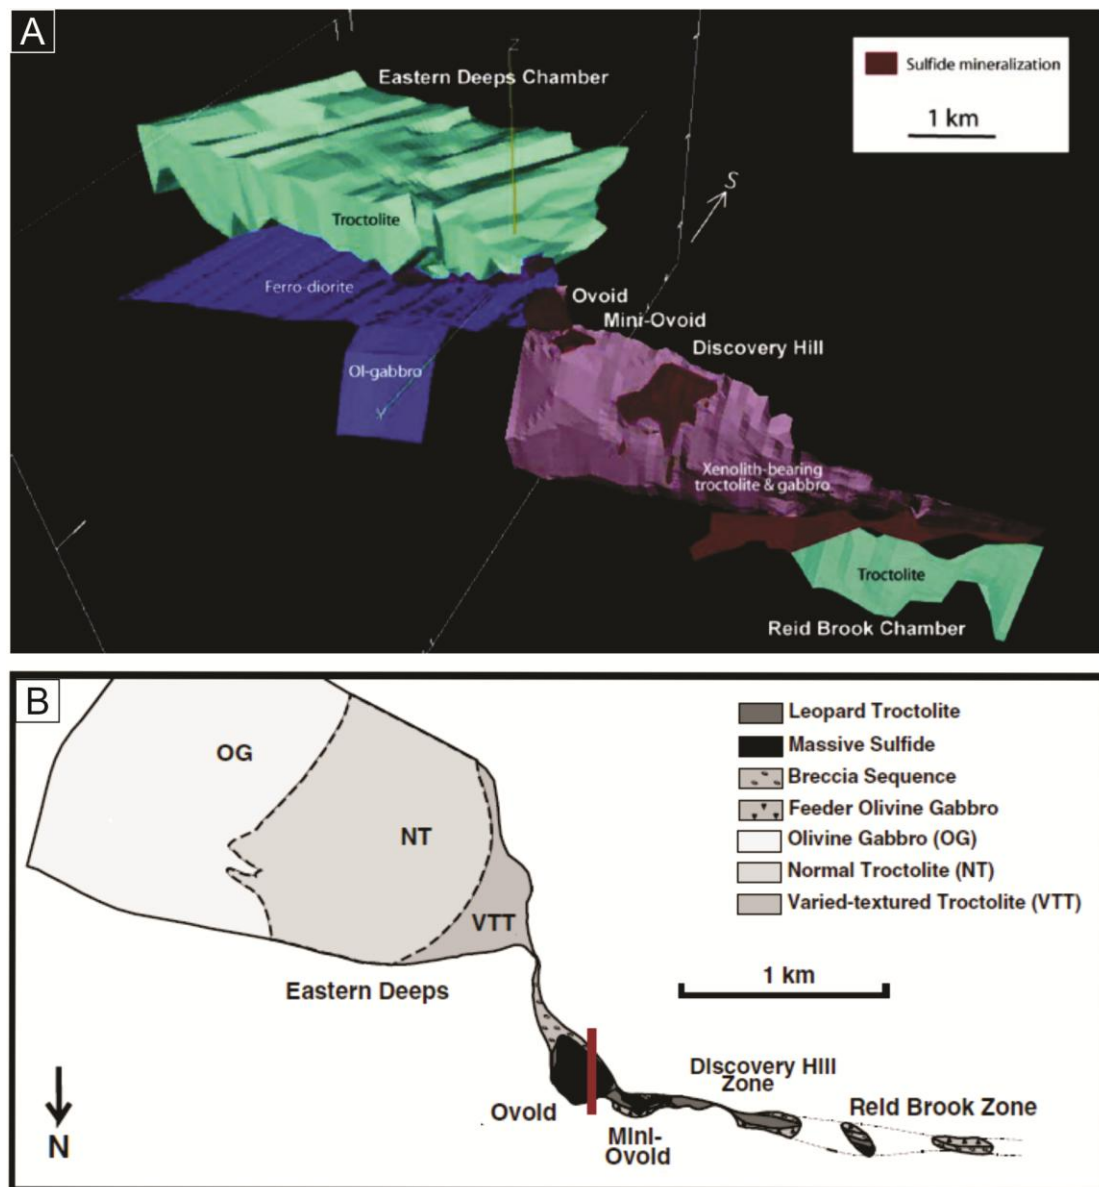 A
Eastern Deeps Chamber
Z
Sulfide mineralization
1 km
S
Troctolite
Ferro-diorite
Ovoid
Mini-Ovoid
Discovery Hill
Ol-gabbro
Y
Xenolith-bearing
troctolite & gabbro
Troctolite
Reid Brook Chamber
B
OG
NT
VTT
Eastern Deeps
Leopard Troctolite
Massive Sulfide
Breccia Sequence
Feeder Olivine Gabbro
Olivine Gabbro (OG)
Normal Troctolite (NT)
Varied-textured Troctolite (VTT)
1 km
Discovery Hill
Zone
Reid Brook Zone
Ovoid
Mini-
Ovoid
N